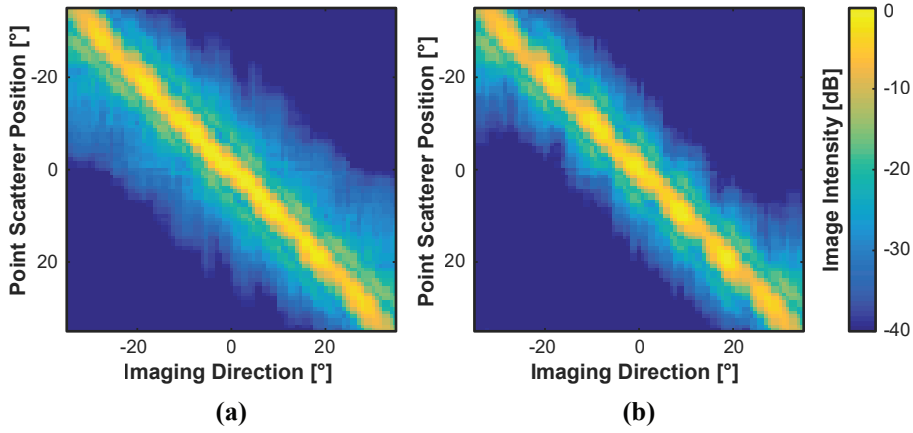 Point Scatterer Position [°]
-20
0
20
-20
0
20
Imaging Direction [°]
(a)
Point Scatterer Position [°]
-20
0
20
-20
0
20
Imaging Direction [°]
(b)
0
-10
-20
-30
-40
Image Intensity [dB]